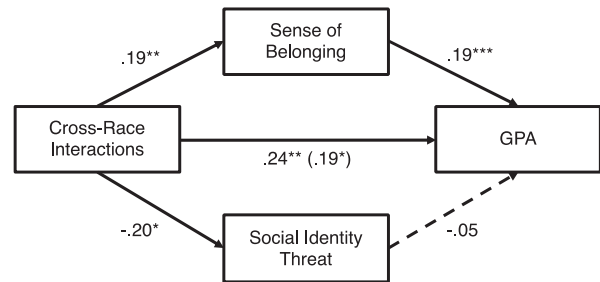 Sense of
Belonging
.19**
.19***
Cross-Race
Interactions
GPA
.24** (.19*)
-.20*
Social Identity
Threat
-.05